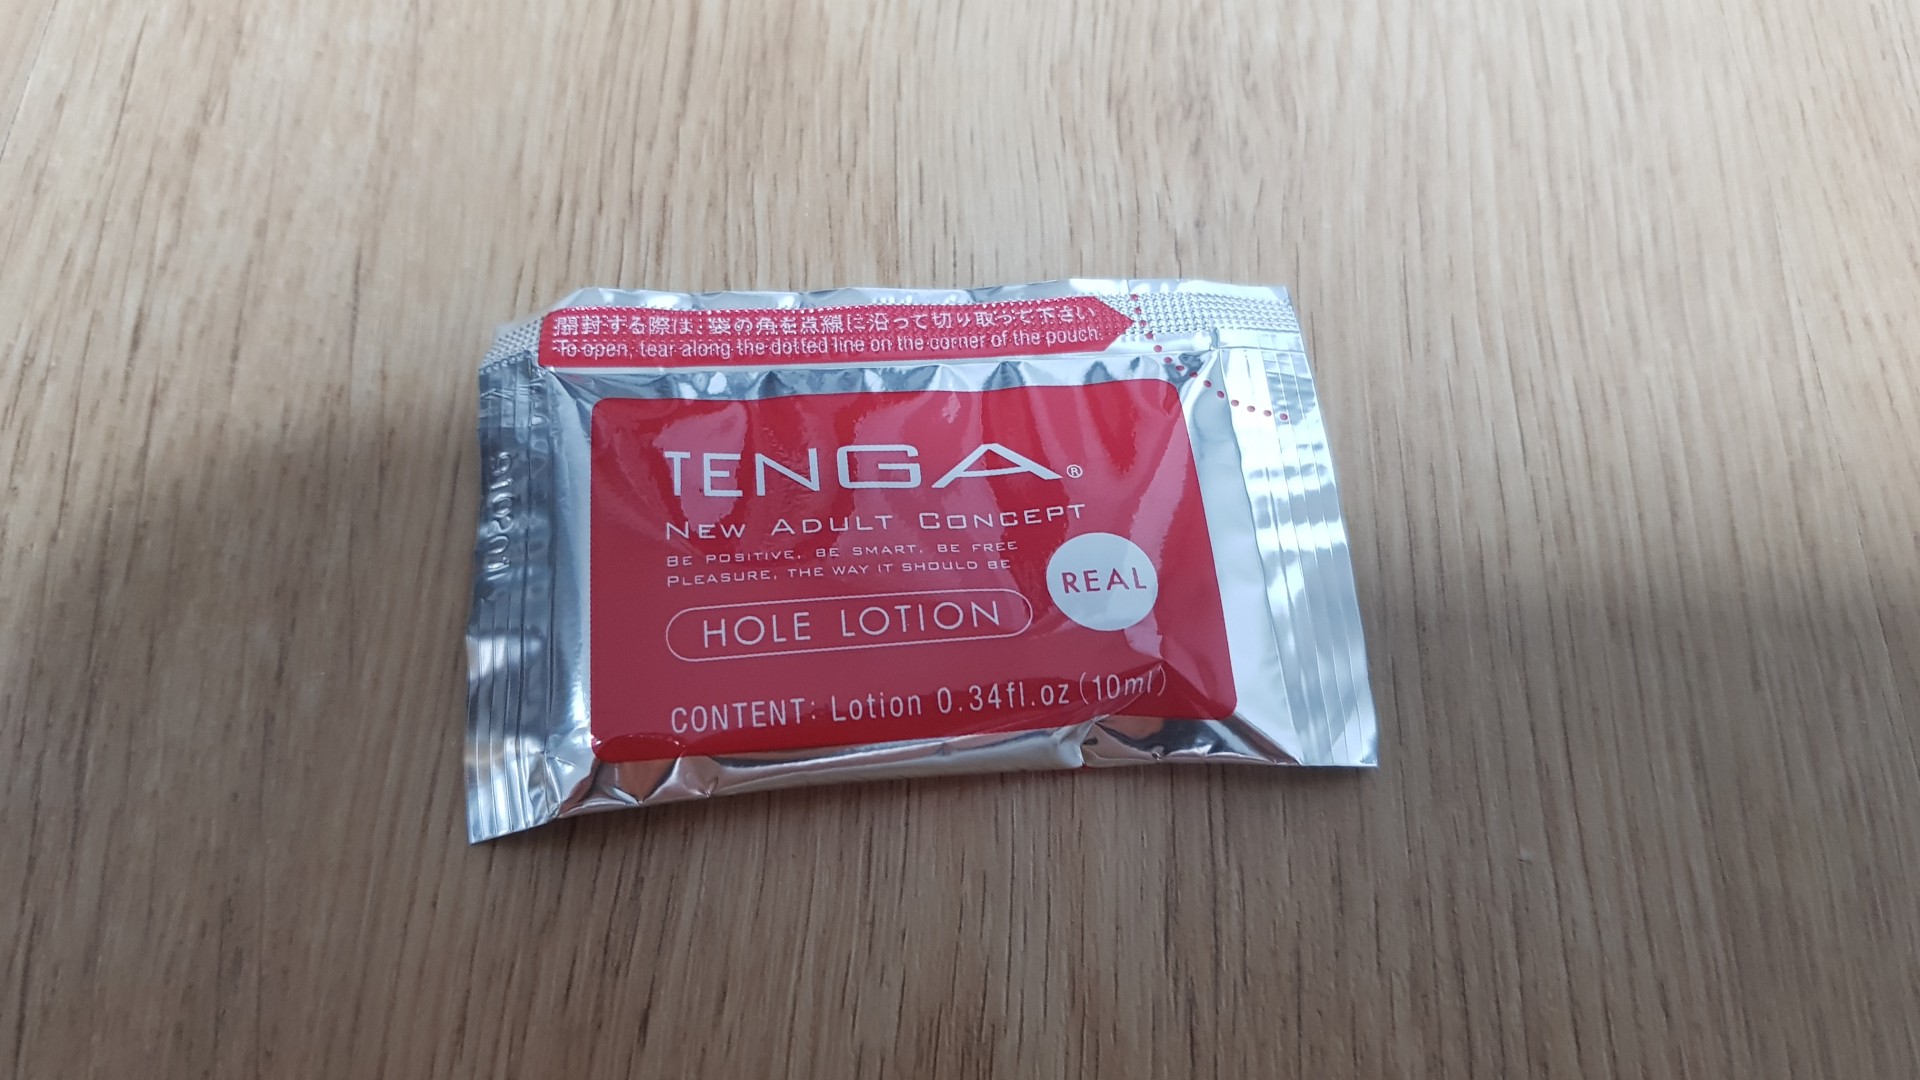 開封する際は、袋の角を点線に沿って切り取って下さい
To open, tear along the dotted line on the corner of the pouch.
TENGA®
NEW ADULT CONCEPT
BE POSITIVE, BE SMART, BE FREE
PLEASURE, THE WAY IT SHOULD BE
REAL
HOLE LOTION
CONTENT: Lotion 0.34fl.oz (10ml)